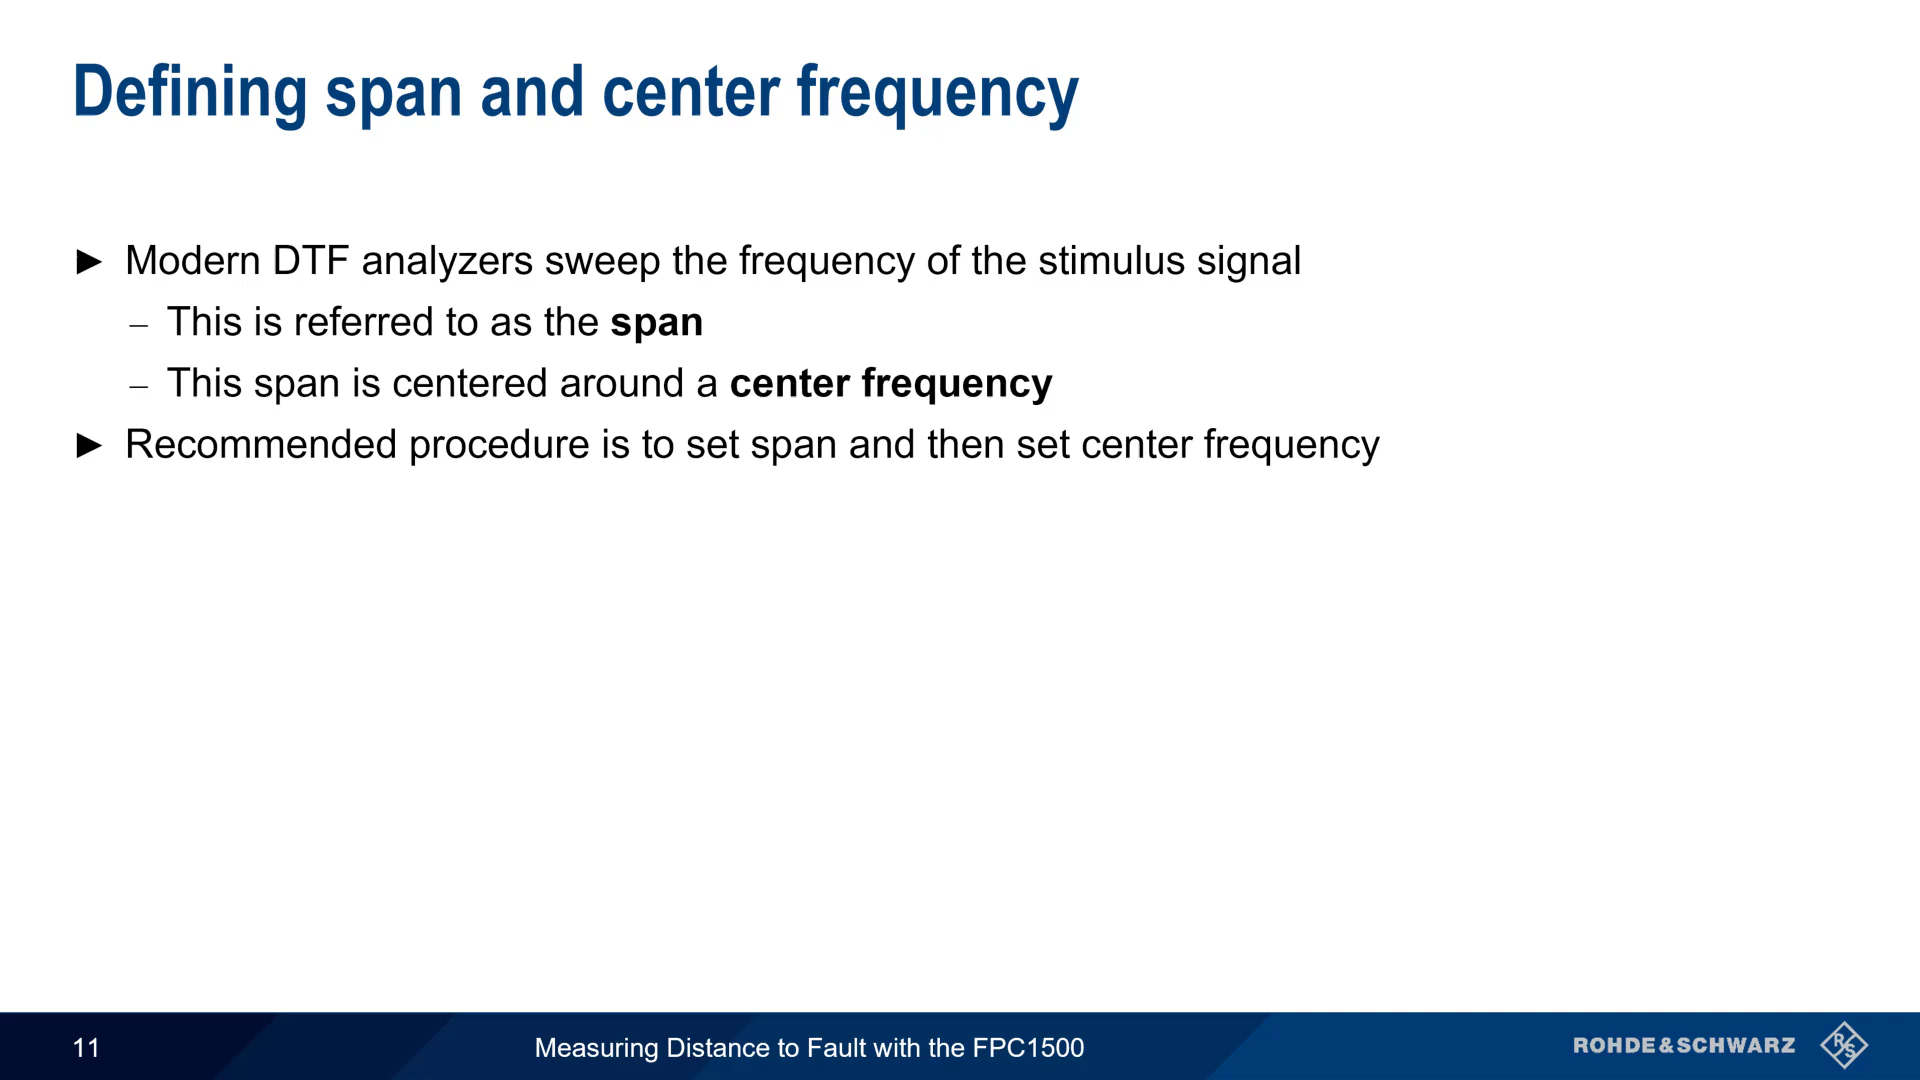 Defining span and center frequency
► Modern DTF analyzers sweep the frequency of the stimulus signal
– This is referred to as the span
– This span is centered around a center frequency
► Recommended procedure is to set span and then set center frequency
11
Measuring Distance to Fault with the FPC1500
ROHDE&SCHWARZ
R&S